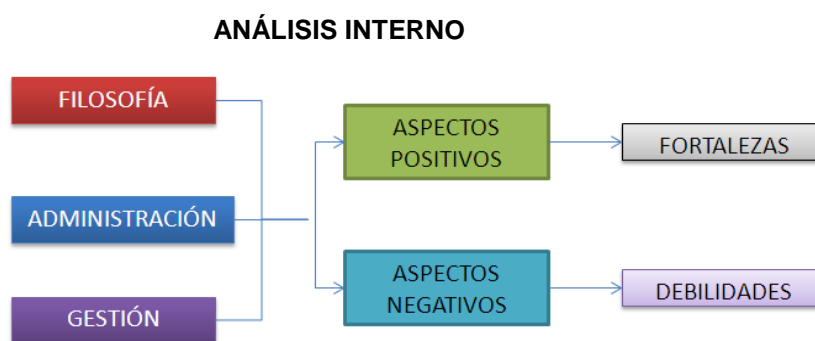 ANÁLISIS INTERNO
FILOSOFÍA
ADMINISTRACIÓN
GESTIÓN
ASPECTOS
POSITIVOS
ASPECTOS
NEGATIVOS
FORTALEZAS
DEBILIDADES